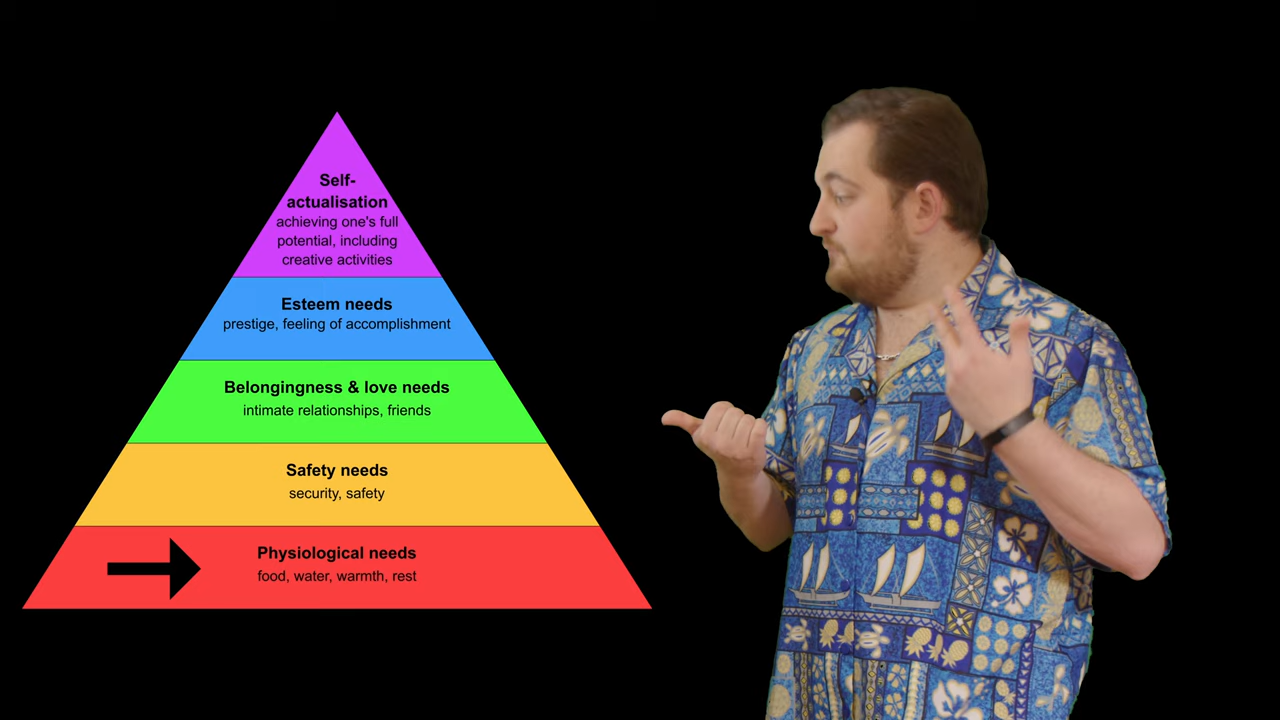 Self-
actualisation
achieving one's full
potential, including
creative activities
Esteem needs
prestige, feeling of accomplishment
Belongingness & love needs
intimate relationships, friends
Safety needs
security, safety
Physiological needs
food, water, warmth, rest